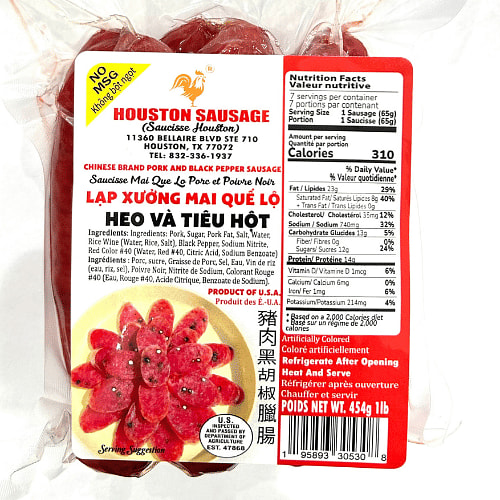 NO
MSG
Không bột ngọt
HOUSTON SAUSAGE
(Saucisse Houston)
11360 BELLAIRE BLVD STE 710
HOUSTON, TX 77072
TEL: 832-336-1937
CHINESE BRAND PORK AND BLACK PEPPER SAUSAGE
Saucisse Mai Que Lo Porc et Poivre Noir
LẠP XƯỞNG MAI QUẾ LỘ
HEO VÀ TIÊU HỘT
Ingredients: Ingredients: Pork, Sugar, Pork Fat, Salt, Water,
Rice Wine (Water, Rice, Salt), Black Pepper, Sodium Nitrite,
Red Color #40 (Water, Red #40, Citric Acid, Sodium Benzoate)
Ingredients : Porc, sucre, Graisse de Porc, Sel, Eau, Vin de riz
(eau, riz, sel), Poivre Noir, Nitrite de Sodium, Colorant Rouge
#40 (Eau, Rouge #40, Acide Citrique, Benzoate de Sodium).
PRODUCT OF U.S.A.
Produit des É.-U.A.
豬肉黑胡椒臘腸
U.S.
INSPECTED
AND PASSED BY
DEPARTMENT OF
AGRICULTURE
EST. 47868
Serving Suggestion
Nutrition Facts
Valeur nutritive
7 servings per container
7 portions par contenant
Serving Size 1 Sausage (65g)
Portion 1 Saucisse (65g)
Amount per serving
Quantité par portion
Calories 310
% Daily Value*
% Valeur quotidienne*
Fat / Lipides 23g 29%
Saturated Fat/ Saturés Lipices 8g 40%
+ Trans Fat / Trans Lipides 0g
Cholesterol/ Cholestérol 35mg 12%
Sodium / Sodium 740mg 32%
Carbohydrate Glucides 13g 5%
Fiber/ Fibres 0g 0%
Sugars/ Sucres 12g 24%
Protein/ Protéine 14g
Vitamin D/ Vitamine D 1mcg 6%
Calcium/ Calcium 6mg 0%
Iron/ Fer 1mg 6%
Potassium/Potassium 214mg 4%
* Based on a 2,000 Calories diet
*Basé sur un régime de 2,000
calories
Artificially Colored
Coloré artificiellement
Refrigerate After Opening
Heat And Serve
Réfrigérer après ouverture
Chauffer et servir
POIDS NET WT. 454g 1lb
1 95893 30530 8